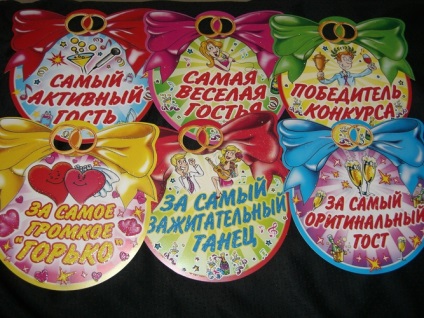 САМЫЙ
АКТИВНЫЙ
ГОСТЬ
САМАЯ
ВЕСЕЛАЯ
ГОСТЬЯ
ПОБЕДИТЕЛЬ
КОНКУРСА
ЗА САМОЕ
ГРОМКОЕ
"ГОРЬКО"
ЗА САМЫЙ
ЗАЖИГАТЕЛЬНЫЙ
ТАНЕЦ
ЗА САМЫЙ
ОРИГИНАЛЬНЫЙ
ТОСТ